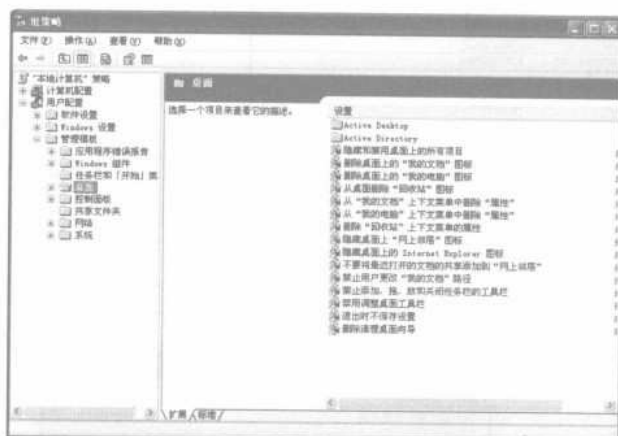 组策略
文件(F) 操作(A) 查看(V) 帮助(H)
“本地计算机”策略
计算机配置
用户配置
软件设置
Windows 设置
管理模板
应用程序错误报告
Windows 组件
任务栏和「开始」菜
桌面
控制面板
共享文件夹
网络
系统
桌面
选择一个项目来查看它的描述。
设置
Active Desktop
Active Directory
隐藏和禁用桌面上的所有项目
删除桌面上的“我的文档”图标
删除桌面上的“我的电脑”图标
从桌面删除“回收站”图标
从“我的文档”上下文菜单中删除“属性”
从“我的电脑”上下文菜单中删除“属性”
删除“回收站”上下文菜单的属性
隐藏桌面上“网上邻居”图标
隐藏桌面上的 Internet Explorer 图标
不要将最近打开的文档的共享添加到“网上邻居”
禁止用户更改“我的文档”路径
禁止添加、拖、放和关闭任务栏的工具栏
禁用调整桌面工具栏
退出时不保存设置
删除清理桌面向导
扩展 标准